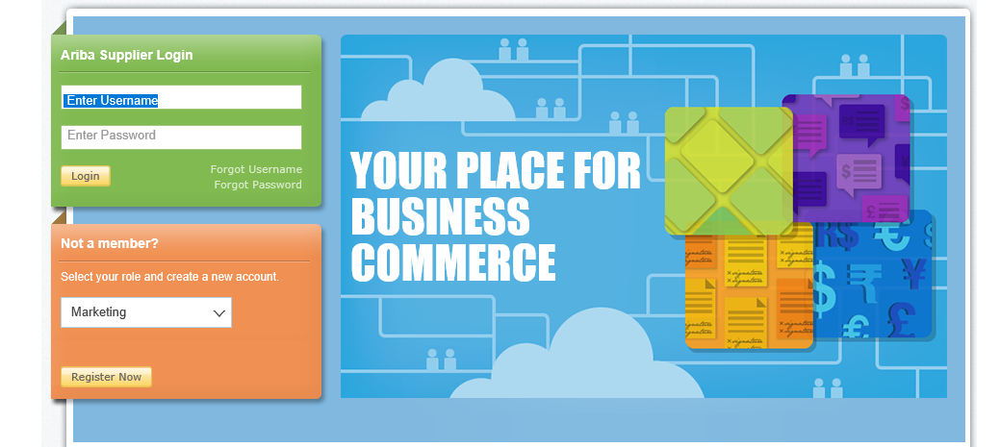 Ariba Supplier Login
Enter Username
Enter Password
Login
Forgot Username
Forgot Password
Not a member?
Select your role and create a new account.
Marketing
Register Now
YOUR PLACE FOR
BUSINESS
COMMERCE